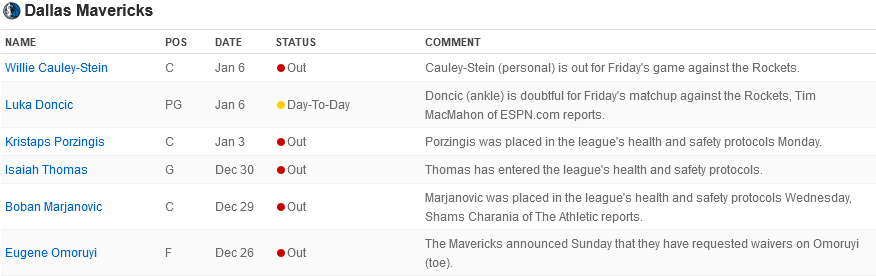 Dallas Mavericks
NAME POS DATE STATUS COMMENT
Willie Cauley-Stein C Jan 6 Out Cauley-Stein (personal) is out for Friday's game against the Rockets.
Luka Doncic PG Jan 6 Day-To-Day Doncic (ankle) is doubtful for Friday's matchup against the Rockets, Tim
MacMahon of ESPN.com reports.
Kristaps Porzingis C Jan 3 Out Porzingis was placed in the league's health and safety protocols Monday.
Isaiah Thomas G Dec 30 Out Thomas has entered the league's health and safety protocols.
Boban Marjanovic C Dec 29 Out Marjanovic was placed in the league's health and safety protocols Wednesday,
Shams Charania of The Athletic reports.
Eugene Omoruyi F Dec 26 Out The Mavericks announced Sunday that they have requested waivers on Omoruyi
(toe).